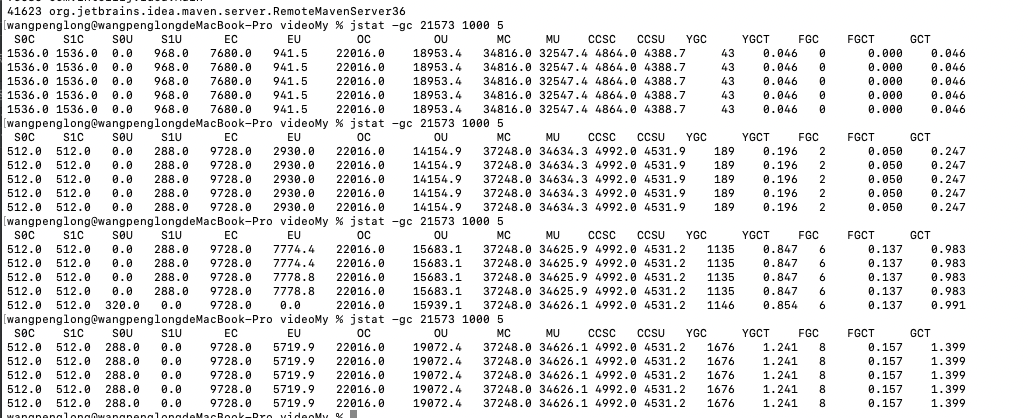 41623 org.jetbrains.idea.maven.server.RemoteMavenServer36
[wangpenglong@wangpenglongdeMacBook-Pro videoMy % jstat -gc 21573 1000 5
S0C S1C S0U S1U EC EU OC OU MC MU CCSC CCSU YGC YGCT FGC FGCT GCT
1536.0 1536.0 0.0 968.0 7680.0 941.5 22016.0 18953.4 34816.0 32547.4 4864.0 4388.7 43 0.046 0 0.000 0.046
1536.0 1536.0 0.0 968.0 7680.0 941.5 22016.0 18953.4 34816.0 32547.4 4864.0 4388.7 43 0.046 0 0.000 0.046
1536.0 1536.0 0.0 968.0 7680.0 941.5 22016.0 18953.4 34816.0 32547.4 4864.0 4388.7 43 0.046 0 0.000 0.046
1536.0 1536.0 0.0 968.0 7680.0 941.5 22016.0 18953.4 34816.0 32547.4 4864.0 4388.7 43 0.046 0 0.000 0.046
1536.0 1536.0 0.0 968.0 7680.0 941.5 22016.0 18953.4 34816.0 32547.4 4864.0 4388.7 43 0.046 0 0.000 0.046
[wangpenglong@wangpenglongdeMacBook-Pro videoMy % jstat -gc 21573 1000 5
S0C S1C S0U S1U EC EU OC OU MC MU CCSC CCSU YGC YGCT FGC FGCT GCT
512.0 512.0 0.0 288.0 9728.0 2930.0 22016.0 14154.9 37248.0 34634.3 4992.0 4531.9 189 0.196 2 0.050 0.247
512.0 512.0 0.0 288.0 9728.0 2930.0 22016.0 14154.9 37248.0 34634.3 4992.0 4531.9 189 0.196 2 0.050 0.247
512.0 512.0 0.0 288.0 9728.0 2930.0 22016.0 14154.9 37248.0 34634.3 4992.0 4531.9 189 0.196 2 0.050 0.247
512.0 512.0 0.0 288.0 9728.0 2930.0 22016.0 14154.9 37248.0 34634.3 4992.0 4531.9 189 0.196 2 0.050 0.247
512.0 512.0 0.0 288.0 9728.0 2930.0 22016.0 14154.9 37248.0 34634.3 4992.0 4531.9 189 0.196 2 0.050 0.247
[wangpenglong@wangpenglongdeMacBook-Pro videoMy % jstat -gc 21573 1000 5
S0C S1C S0U S1U EC EU OC OU MC MU CCSC CCSU YGC YGCT FGC FGCT GCT
512.0 512.0 0.0 288.0 9728.0 7774.4 22016.0 15683.1 37248.0 34625.9 4992.0 4531.2 1135 0.847 6 0.137 0.983
512.0 512.0 0.0 288.0 9728.0 7774.4 22016.0 15683.1 37248.0 34625.9 4992.0 4531.2 1135 0.847 6 0.137 0.983
512.0 512.0 0.0 288.0 9728.0 7778.8 22016.0 15683.1 37248.0 34625.9 4992.0 4531.2 1135 0.847 6 0.137 0.983
512.0 512.0 0.0 288.0 9728.0 7778.8 22016.0 15683.1 37248.0 34625.9 4992.0 4531.2 1135 0.847 6 0.137 0.983
512.0 512.0 320.0 0.0 9728.0 0.0 22016.0 15939.1 37248.0 34626.1 4992.0 4531.2 1146 0.854 6 0.137 0.991
[wangpenglong@wangpenglongdeMacBook-Pro videoMy % jstat -gc 21573 1000 5
S0C S1C S0U S1U EC EU OC OU MC MU CCSC CCSU YGC YGCT FGC FGCT GCT
512.0 512.0 288.0 0.0 9728.0 5719.9 22016.0 19072.4 37248.0 34626.1 4992.0 4531.2 1676 1.241 8 0.157 1.399
512.0 512.0 288.0 0.0 9728.0 5719.9 22016.0 19072.4 37248.0 34626.1 4992.0 4531.2 1676 1.241 8 0.157 1.399
512.0 512.0 288.0 0.0 9728.0 5719.9 22016.0 19072.4 37248.0 34626.1 4992.0 4531.2 1676 1.241 8 0.157 1.399
512.0 512.0 288.0 0.0 9728.0 5719.9 22016.0 19072.4 37248.0 34626.1 4992.0 4531.2 1676 1.241 8 0.157 1.399
512.0 512.0 288.0 0.0 9728.0 5719.9 22016.0 19072.4 37248.0 34626.1 4992.0 4531.2 1676 1.241 8 0.157 1.399
wangpenglong@wangpenglongdeMacBook-Pro videoMy %